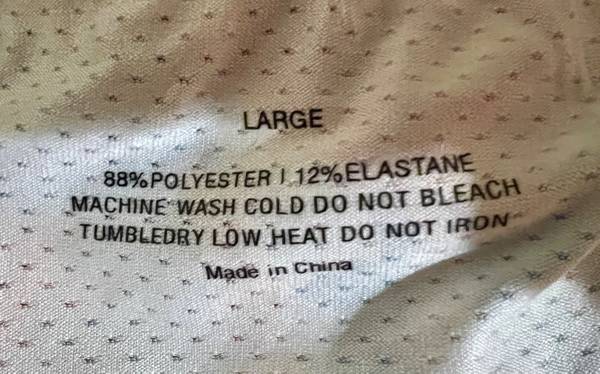 LARGE
88%POLYESTER | 12%ELASTANE
MACHINE WASH COLD DO NOT BLEACH
TUMBLEDRY LOW HEAT DO NOT IRON
Made in China